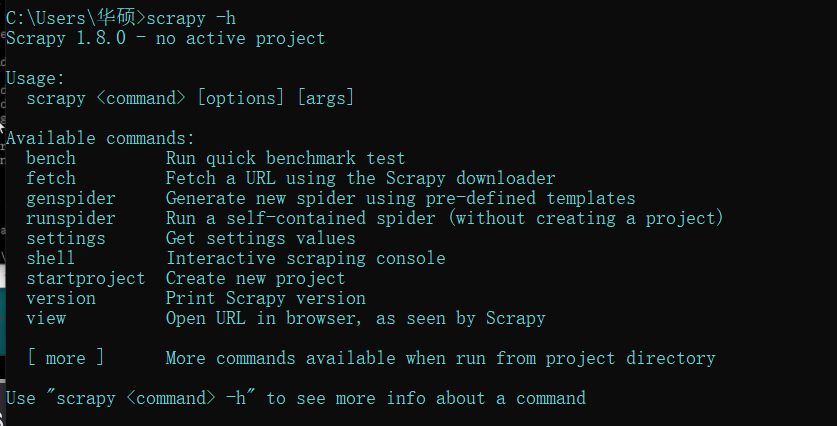 C:\Users\华硕>scrapy -h
Scrapy 1.8.0 - no active project
Usage:
  scrapy <command> [options] [args]
Available commands:
  bench         Run quick benchmark test
  fetch         Fetch a URL using the Scrapy downloader
  genspider     Generate new spider using pre-defined templates
  runspider     Run a self-contained spider (without creating a project)
  settings      Get settings values
  shell         Interactive scraping console
  startproject  Create new project
  version       Print Scrapy version
  view          Open URL in browser, as seen by Scrapy
  [ more ]      More commands available when run from project directory
Use "scrapy <command> -h" to see more info about a command